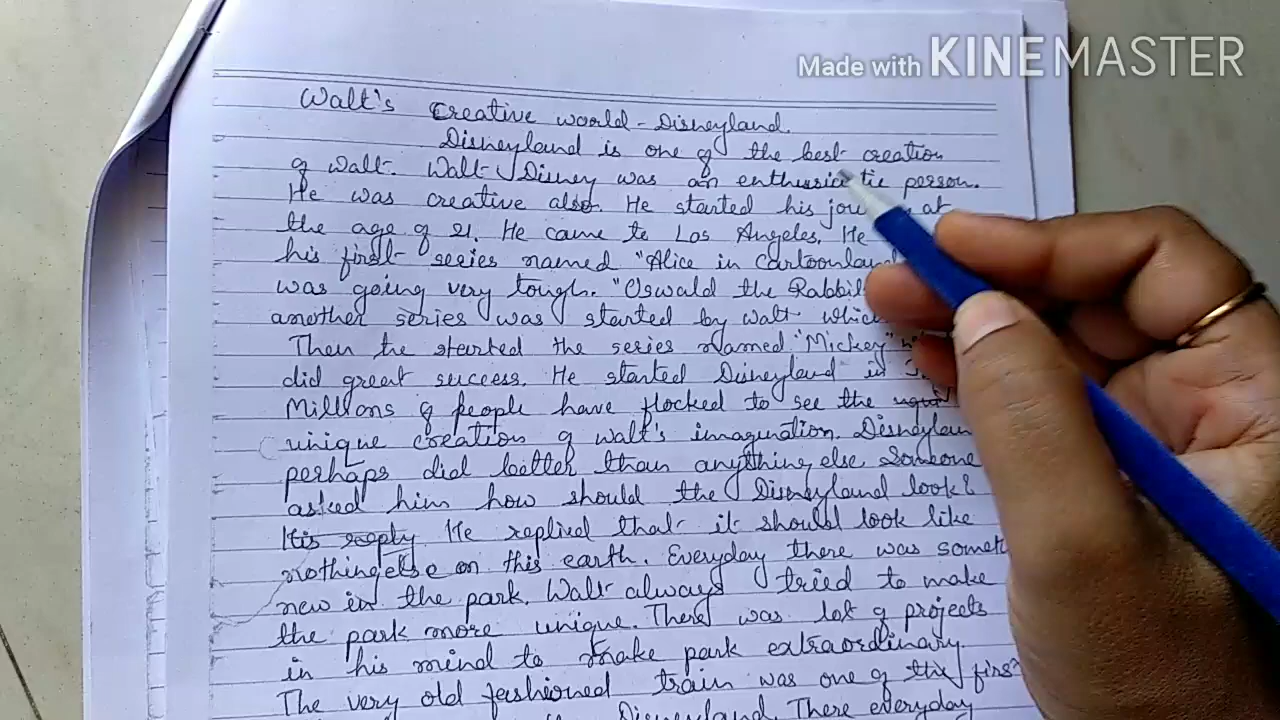 Made with KINEMASTER
Walt's creative world - Disneyland.
Disneyland is one of the best creation
of Walt. Walt Disney was an enthusiatic person.
He was creative also. He started his at
the age of 21. He came to Los Angeles. He
his first series named "Alice in Cartoonland
was going very tough. "Oswald the Rabbit
another series was started by Walt which
Then he started the series named "Mickey"
did great success. He started Disneyland in
Millions of people have flocked to see the
unique creation of Walt's imagination. Disneylan
perhaps did better than anything else. Someone
asked him how should the Disneyland look?
His reply He replied that it should look like
nothing else on this earth. Everyday there was somet
new in the park. Walt always tried to make
the park more unique. There was lot of projects
in his mind to make park extraordinary.
The very old fashioned train was one of the firs
Disneyland. There everyday